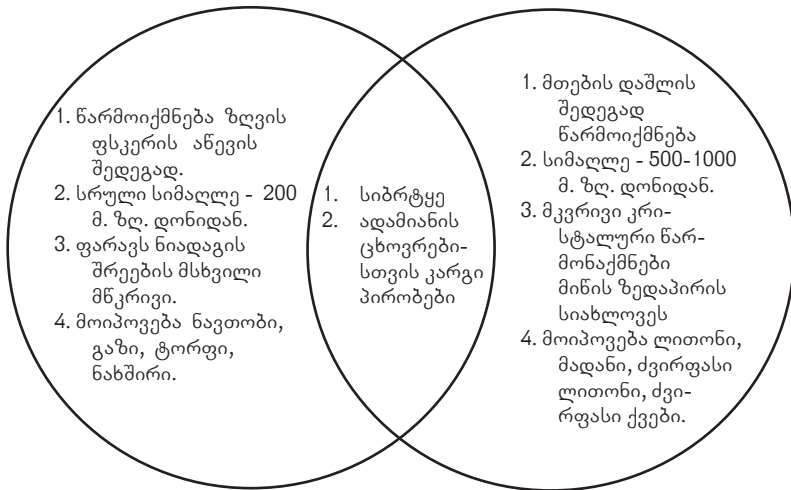 1. წარმოიქმნება ზღვის
ფსკერის აწევის
შედეგად.
2. სრული სიმაღლე - 200
მ. ზღ. დონიდან.
3. ფარავს ნიადაგის
შრეების მსხვილი
მწკრივი.
4. მოიპოვება ნავთობი,
გაზი, ტორფი,
ნახშირი.
1. სიბრტყე
2. ადამიანის
ცხოვრები-
სთვის კარგი
პირობები
1. მთების დაშლის
შედეგად
წარმოიქმნება
2. სიმაღლე - 500-1000
მ. ზღ. დონიდან.
3. მკვრივი კრი-
სტალური წარ-
მონაქმნები
მიწის ზედაპირის
სიახლოვეს
4. მოიპოვება ლითონი,
მადანი, ძვირფასი
ლითონი, ძვი-
რფასი ქვები.